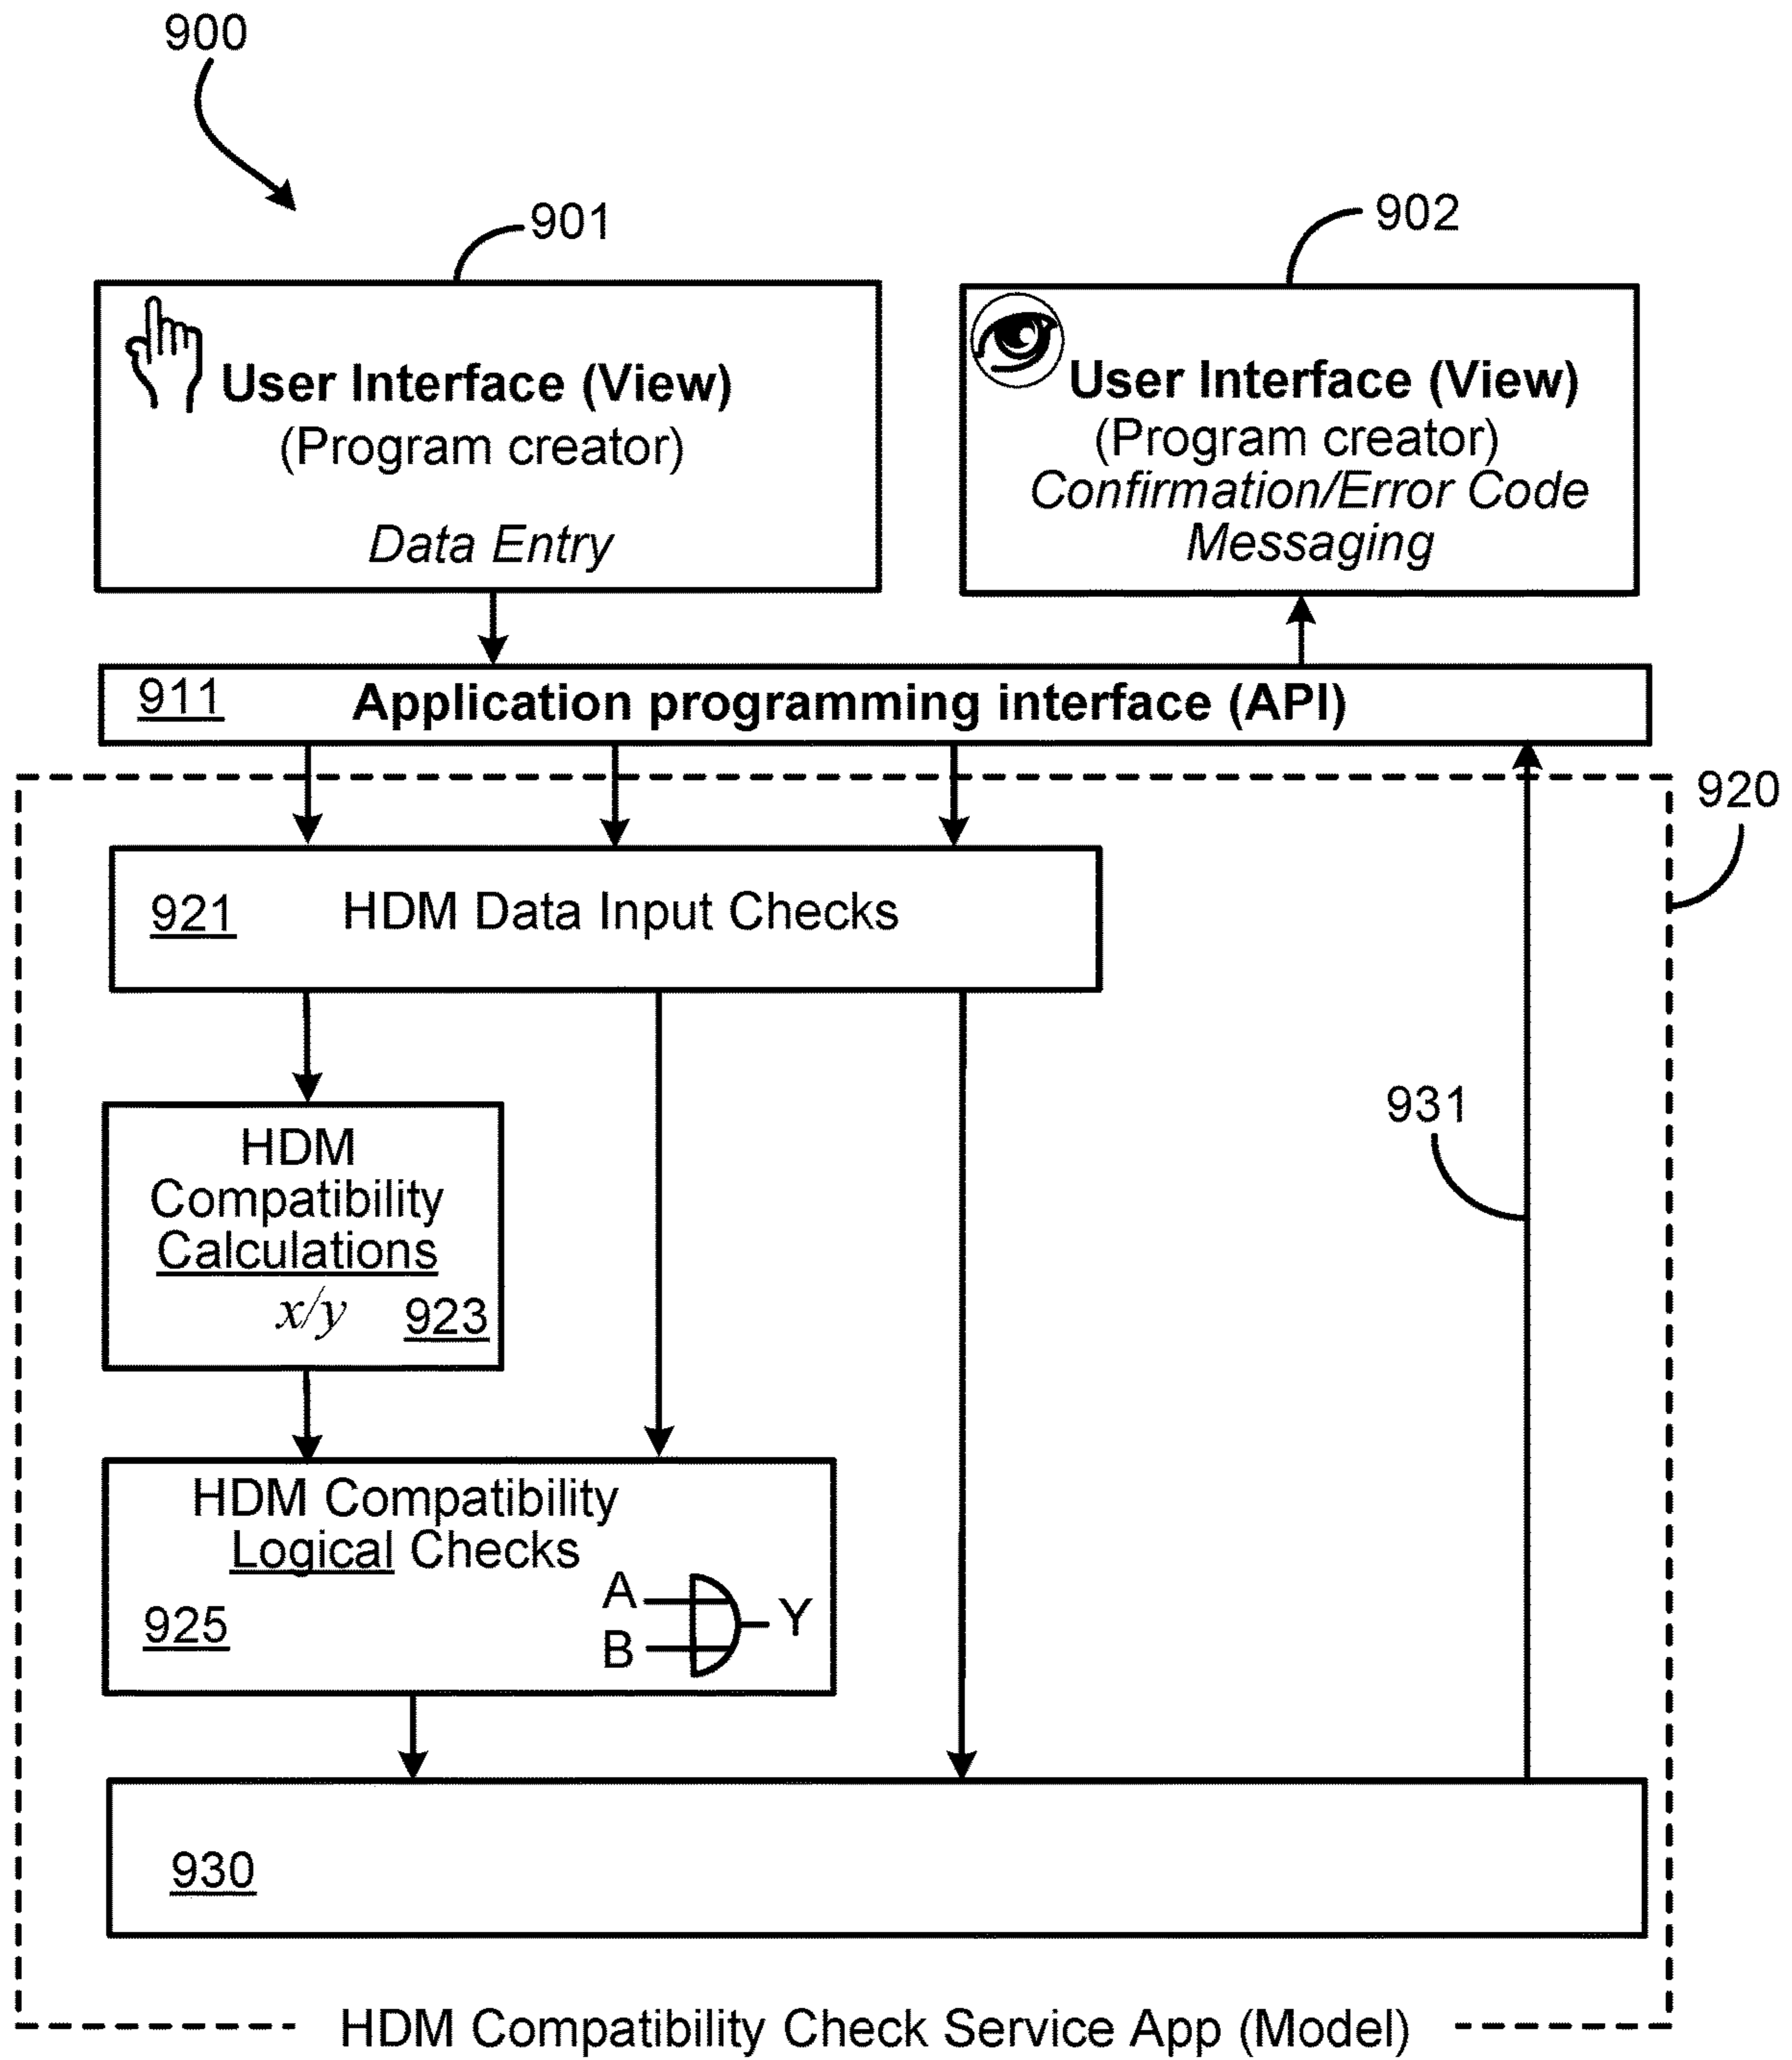 900
901
902
User Interface (View)
(Program creator)
Data Entry
User Interface (View)
(Program creator)
Confirmation/Error Code
Messaging
911
Application programming interface (API)
920
921
HDM Data Input Checks
931
HDM
Compatibility
Calculations
x/y
923
HDM Compatibility
Logical Checks
925
A
B
Y
930
HDM Compatibility Check Service App (Model)